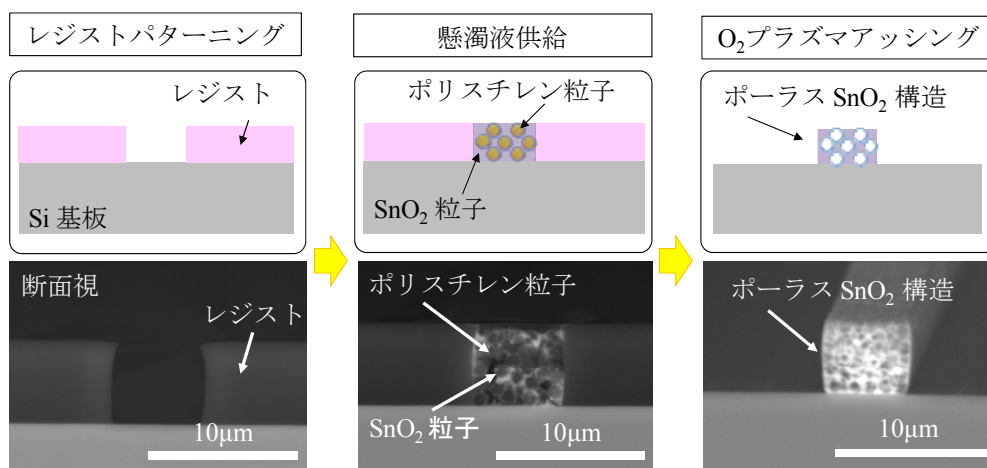 レジストパターニング
懸濁液供給
O₂プラズマアッシング
レジスト
Si 基板
ポリスチレン粒子
SnO₂ 粒子
ポーラス SnO₂ 構造
断面視
レジスト
10μm
ポリスチレン粒子
SnO₂ 粒子
10μm
ポーラス SnO₂ 構造
10μm